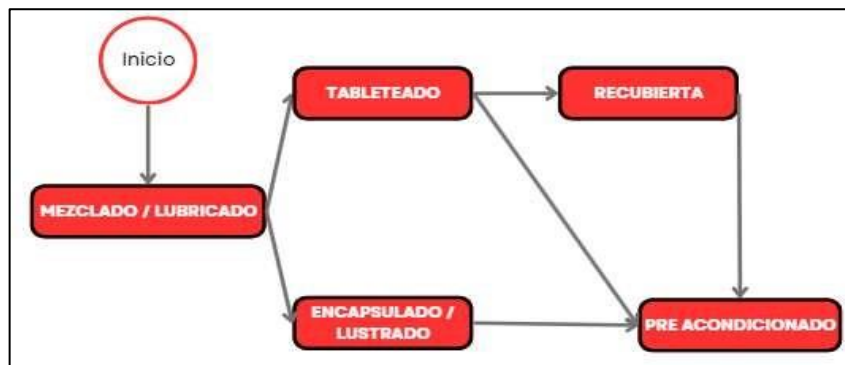 Inicio
TABLETEADO
RECUBIERTA
MEZCLADO / LUBRICADO
ENCAPSULADO /
LUSTRADO
PRE ACONDICIONADO